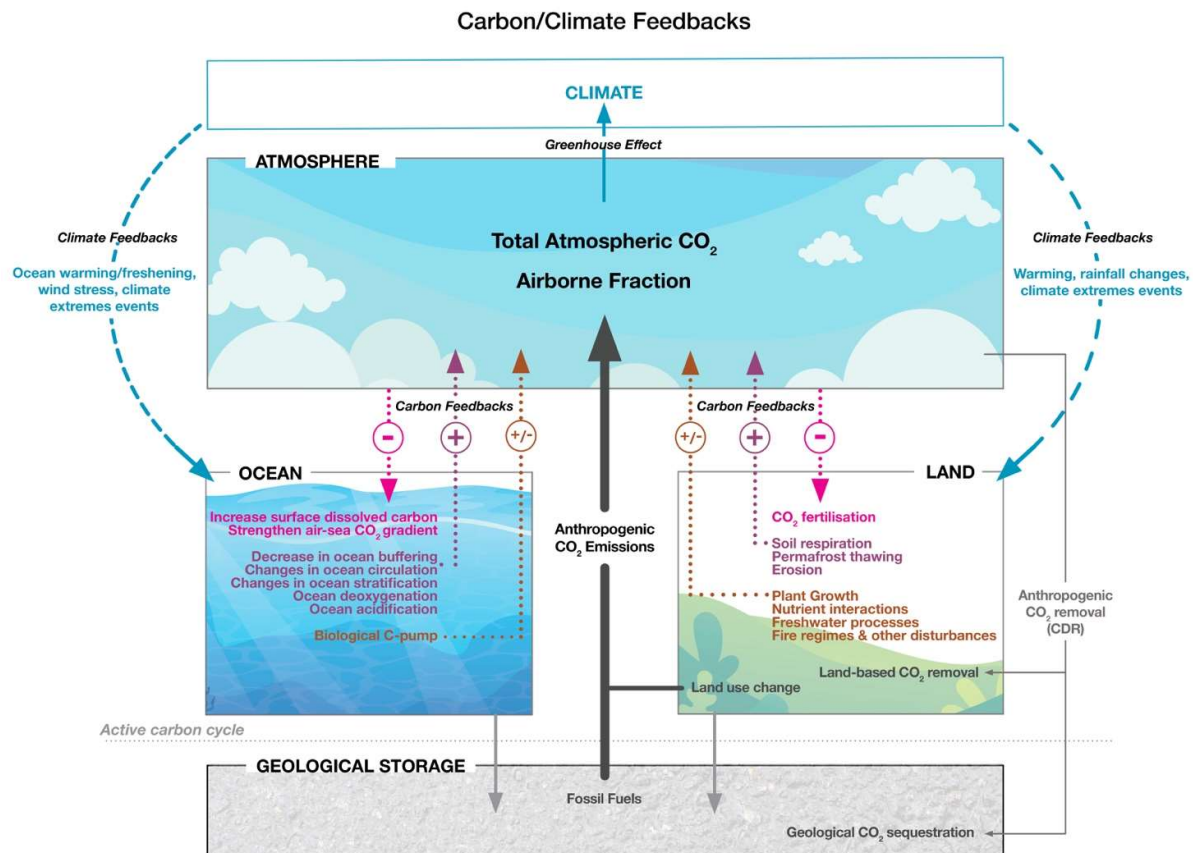 Carbon/Climate Feedbacks
CLIMATE
Greenhouse Effect
ATMOSPHERE
Total Atmospheric CO₂
Airborne Fraction
Climate Feedbacks
Ocean warming/freshening,
wind stress, climate
extremes events
Climate Feedbacks
Warming, rainfall changes,
climate extremes events
Carbon Feedbacks
- + +/-
Carbon Feedbacks
+/- + -
OCEAN
Increase surface dissolved carbon
Strengthen air-sea CO₂ gradient
Decrease in ocean buffering
Changes in ocean circulation
Changes in ocean stratification
Ocean deoxygenation
Ocean acidification
Biological C-pump
Anthropogenic
CO₂ Emissions
LAND
CO₂ fertilisation
Soil respiration
Permafrost thawing
Erosion
Plant Growth
Nutrient interactions
Freshwater processes
Fire regimes & other disturbances
Land-based CO₂ removal
Land use change
Anthropogenic
CO₂ removal
(CDR)
Active carbon cycle
GEOLOGICAL STORAGE
Fossil Fuels
Geological CO₂ sequestration